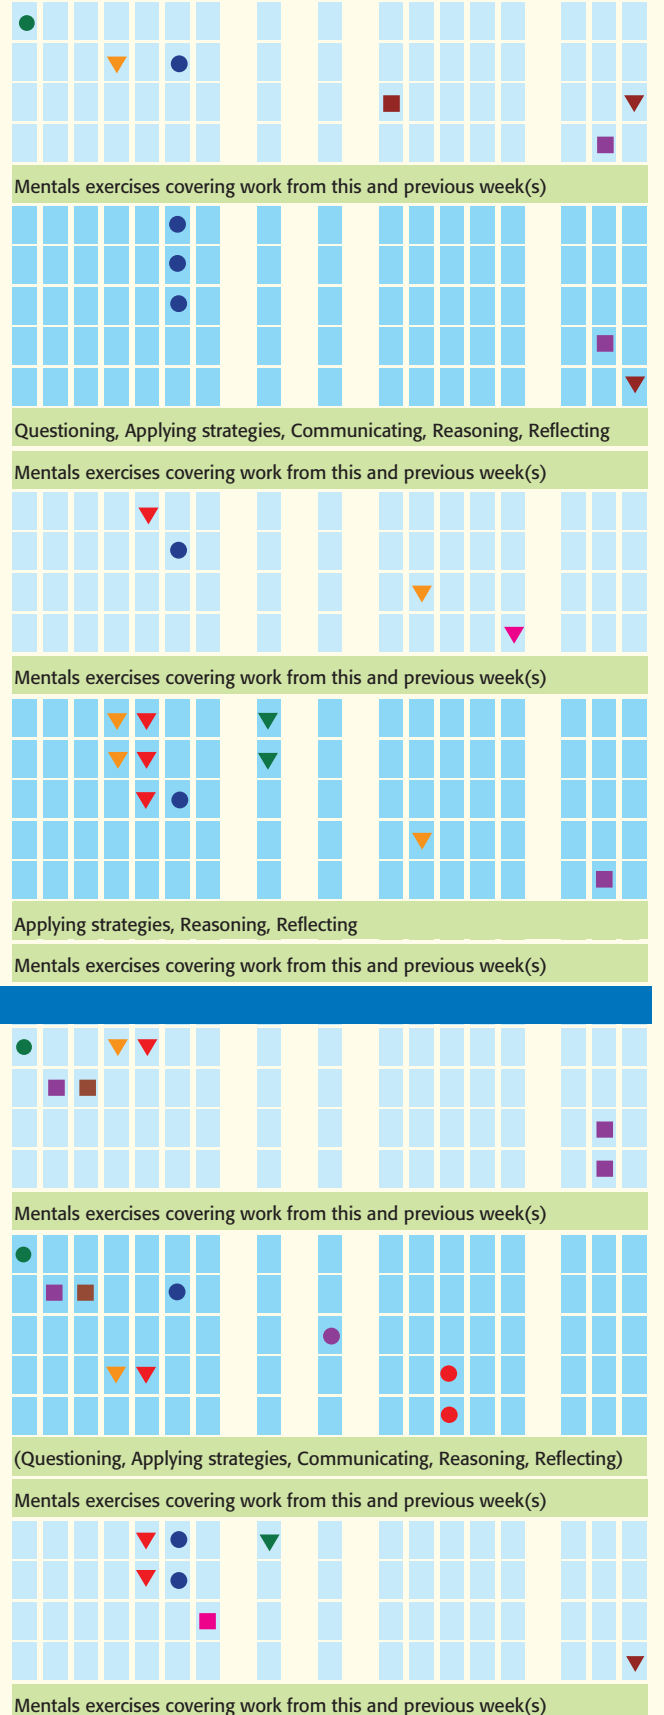 Mentals exercises covering work from this and previous week(s)
Questioning, Applying strategies, Communicating, Reasoning, Reflecting
Mentals exercises covering work from this and previous week(s)
Mentals exercises covering work from this and previous week(s)
Applying strategies, Reasoning, Reflecting
Mentals exercises covering work from this and previous week(s)
Mentals exercises covering work from this and previous week(s)
(Questioning, Applying strategies, Communicating, Reasoning, Reflecting)
Mentals exercises covering work from this and previous week(s)
Mentals exercises covering work from this and previous week(s)